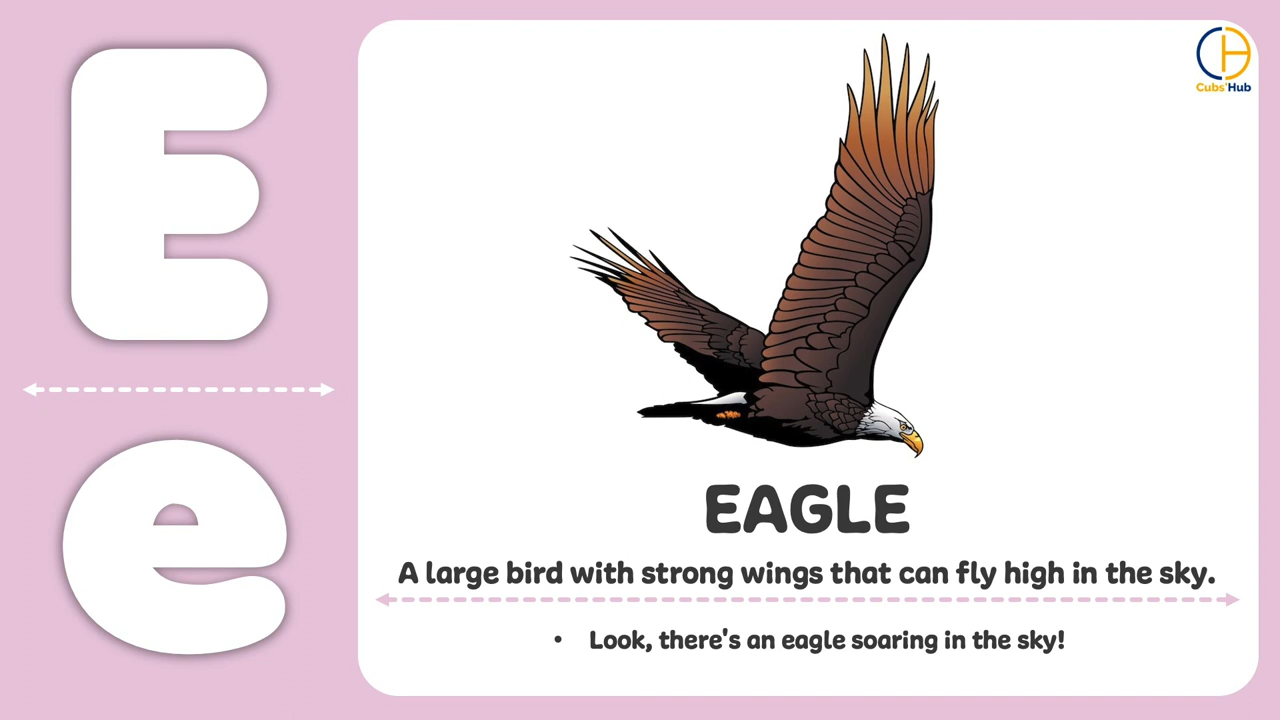 E
e
Cubs'Hub
EAGLE
A large bird with strong wings that can fly high in the sky.
• Look, there's an eagle soaring in the sky!